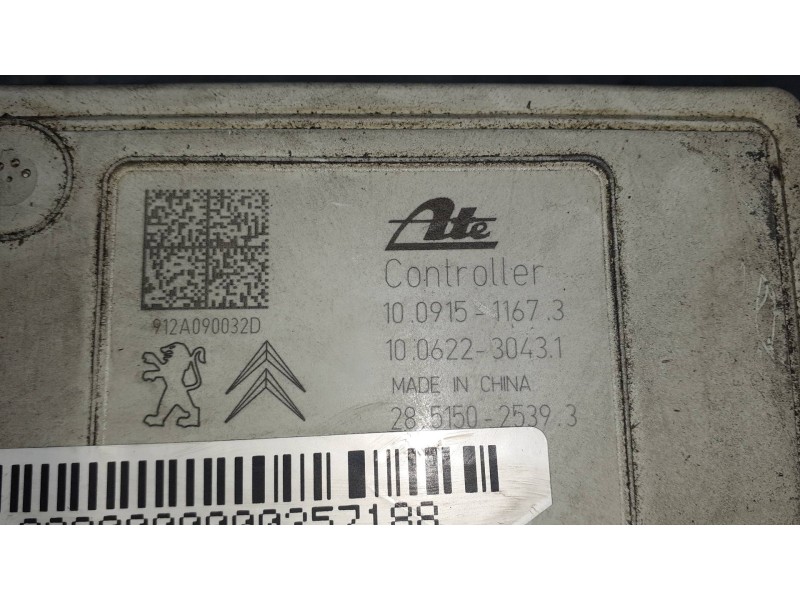 Ate
Controller
10.0915-1167.3
912A090032D
10.0622-3043.1
MADE IN CHINA
28.5150-2539.3